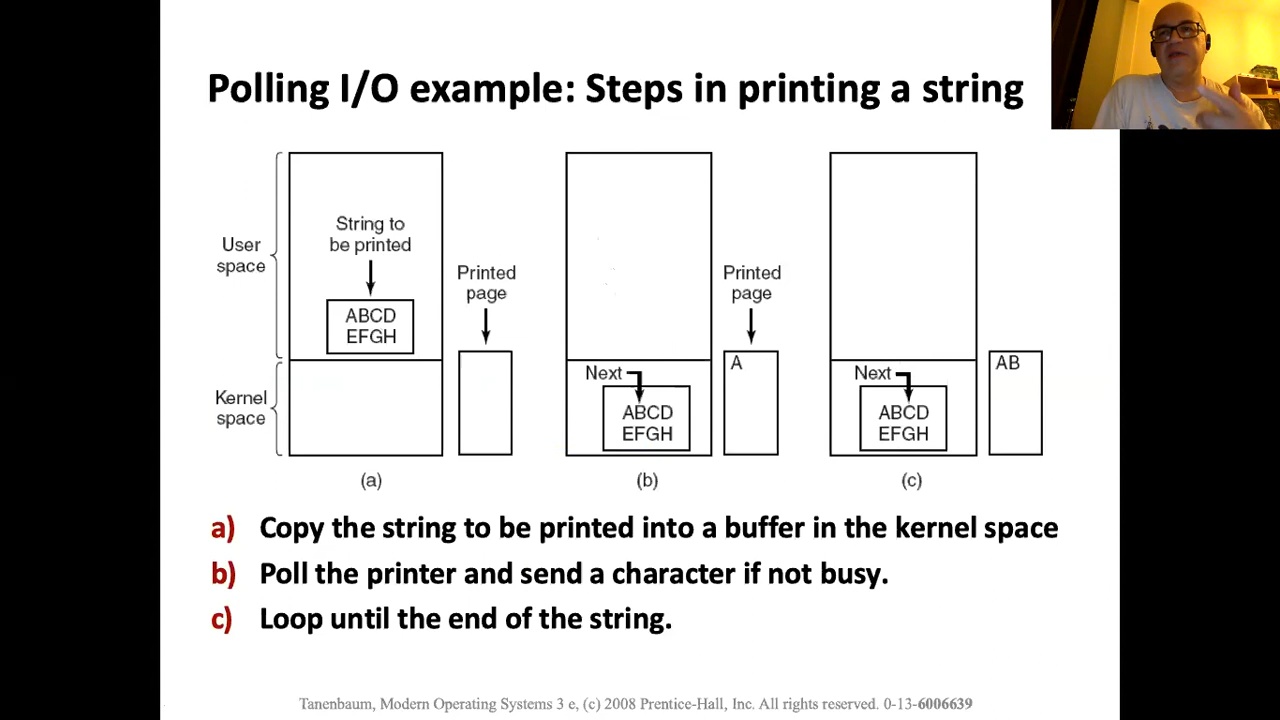 Polling I/O example: Steps in printing a string
User
space
String to
be printed
ABCD
EFGH
Kernel
space
Printed
page
(a)
Next
ABCD
EFGH
Printed
page
A
(b)
Next
ABCD
EFGH
AB
(c)
a) Copy the string to be printed into a buffer in the kernel space
b) Poll the printer and send a character if not busy.
c) Loop until the end of the string.
Tanenbaum, Modern Operating Systems 3 e, (c) 2008 Prentice-Hall, Inc. All rights reserved. 0-13-6006639